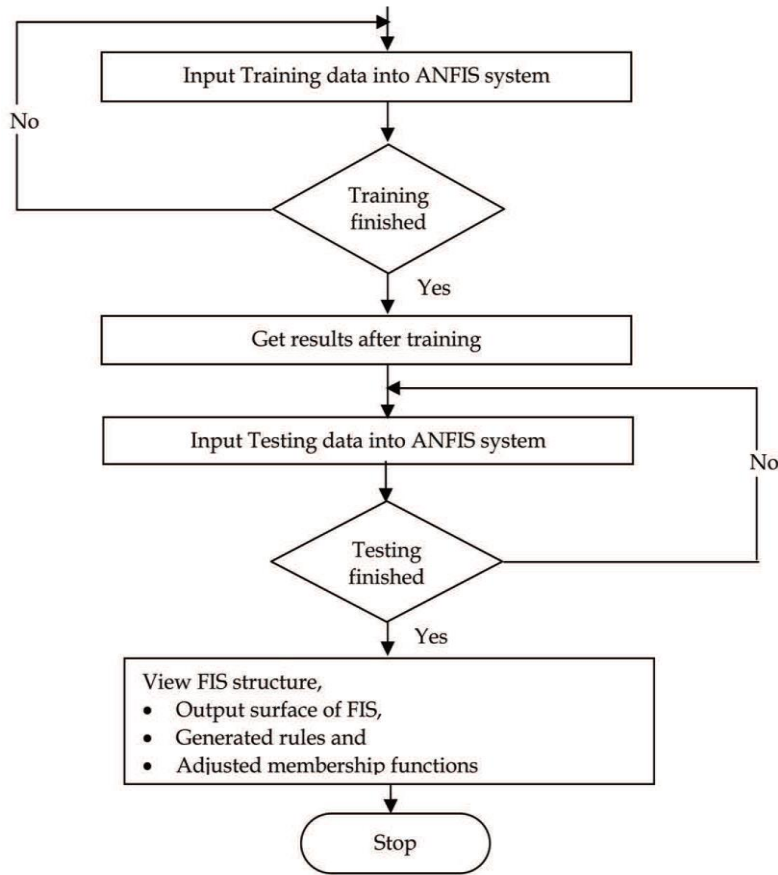 Input Training data into ANFIS system
No
Training
finished
Yes
Get results after training
Input Testing data into ANFIS system
No
Testing
finished
Yes
View FIS structure,
• Output surface of FIS,
• Generated rules and
• Adjusted membership functions
Stop